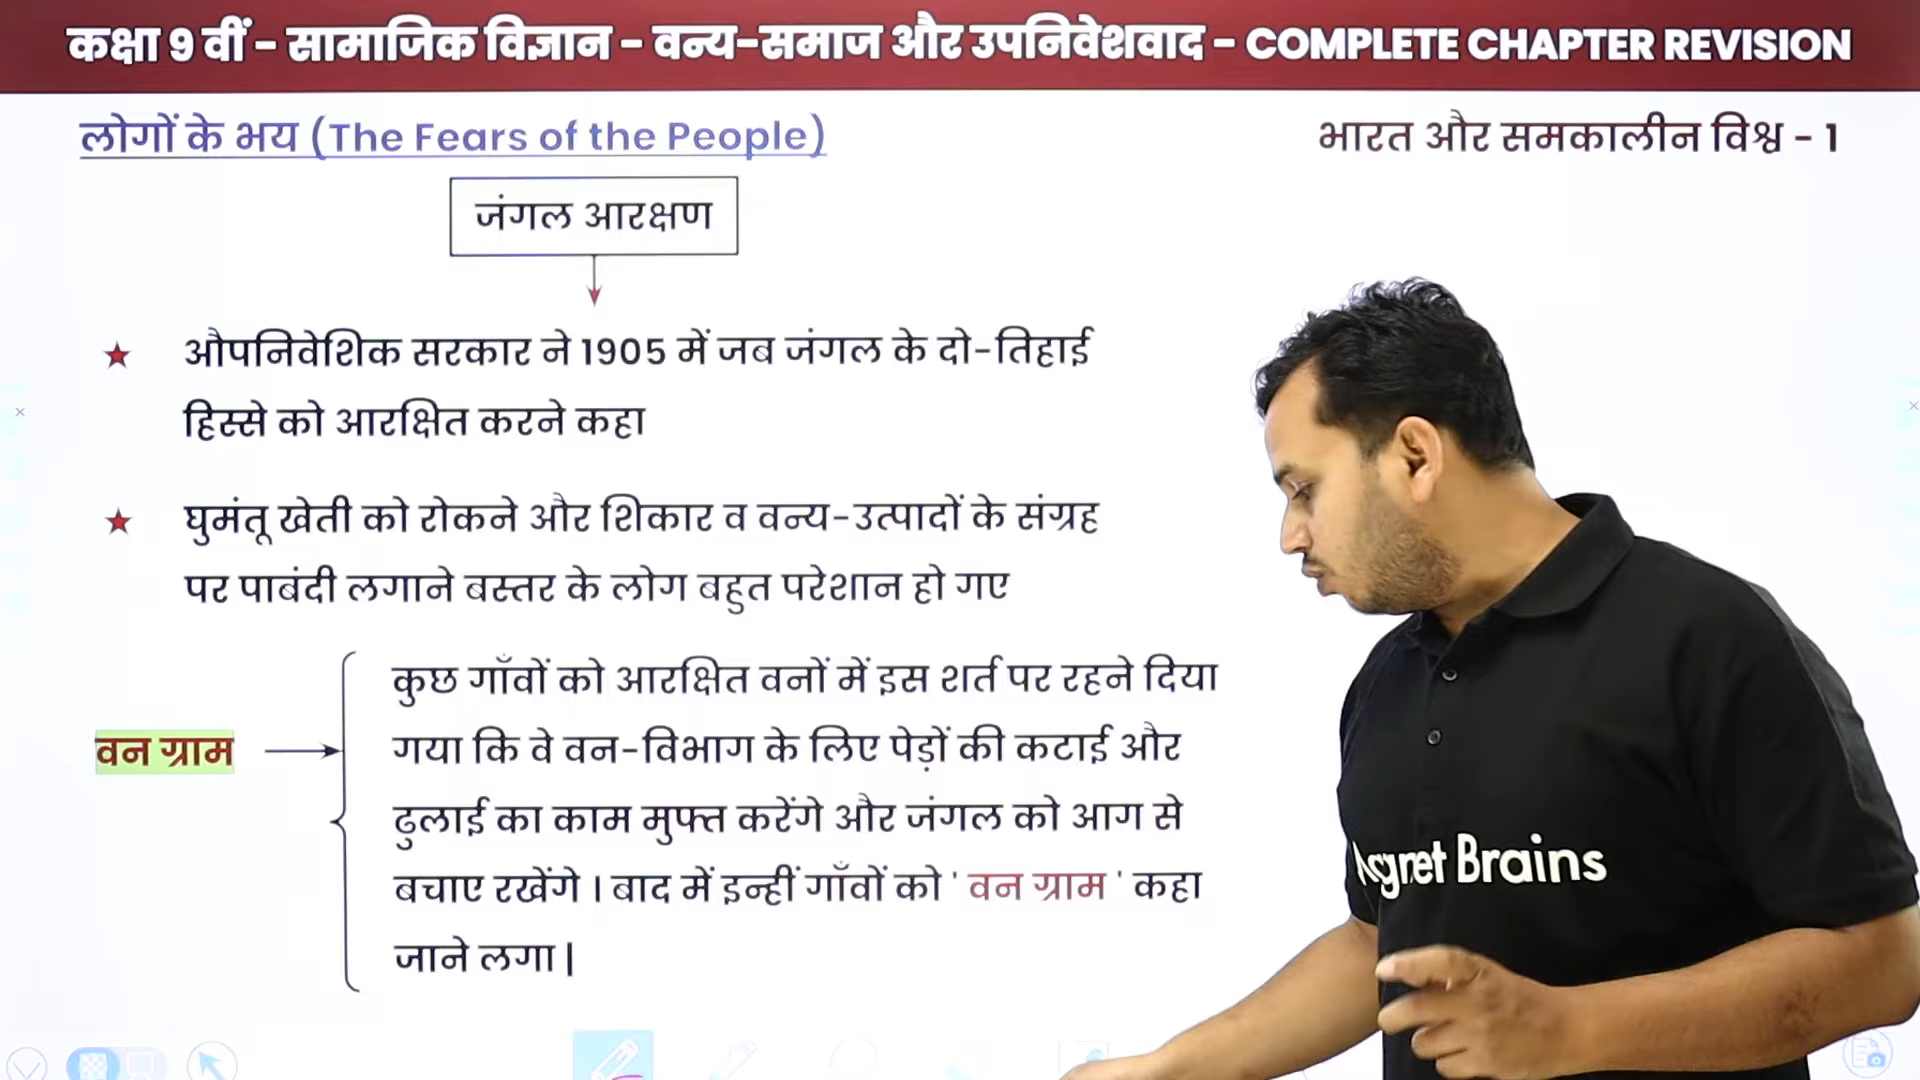 कक्षा 9 वीं - सामाजिक विज्ञान - वन्य-समाज और उपनिवेशवाद - COMPLETE CHAPTER REVISION
लोगों के भय (The Fears of the People)
भारत और समकालीन विश्व - 1
जंगल आरक्षण
★ औपनिवेशिक सरकार ने 1905 में जब जंगल के दो-तिहाई
हिस्से को आरक्षित करने कहा
★ घुमंतू खेती को रोकने और शिकार व वन्य-उत्पादों के संग्रह
पर पाबंदी लगाने बस्तर के लोग बहुत परेशान हो गए
वन ग्राम
कुछ गाँवों को आरक्षित वनों में इस शर्त पर रहने दिया
गया कि वे वन-विभाग के लिए पेड़ों की कटाई और
ढुलाई का काम मुफ्त करेंगे और जंगल को आग से
बचाए रखेंगे । बाद में इन्हीं गाँवों को ' वन ग्राम ' कहा
जाने लगा |
Magnet Brains